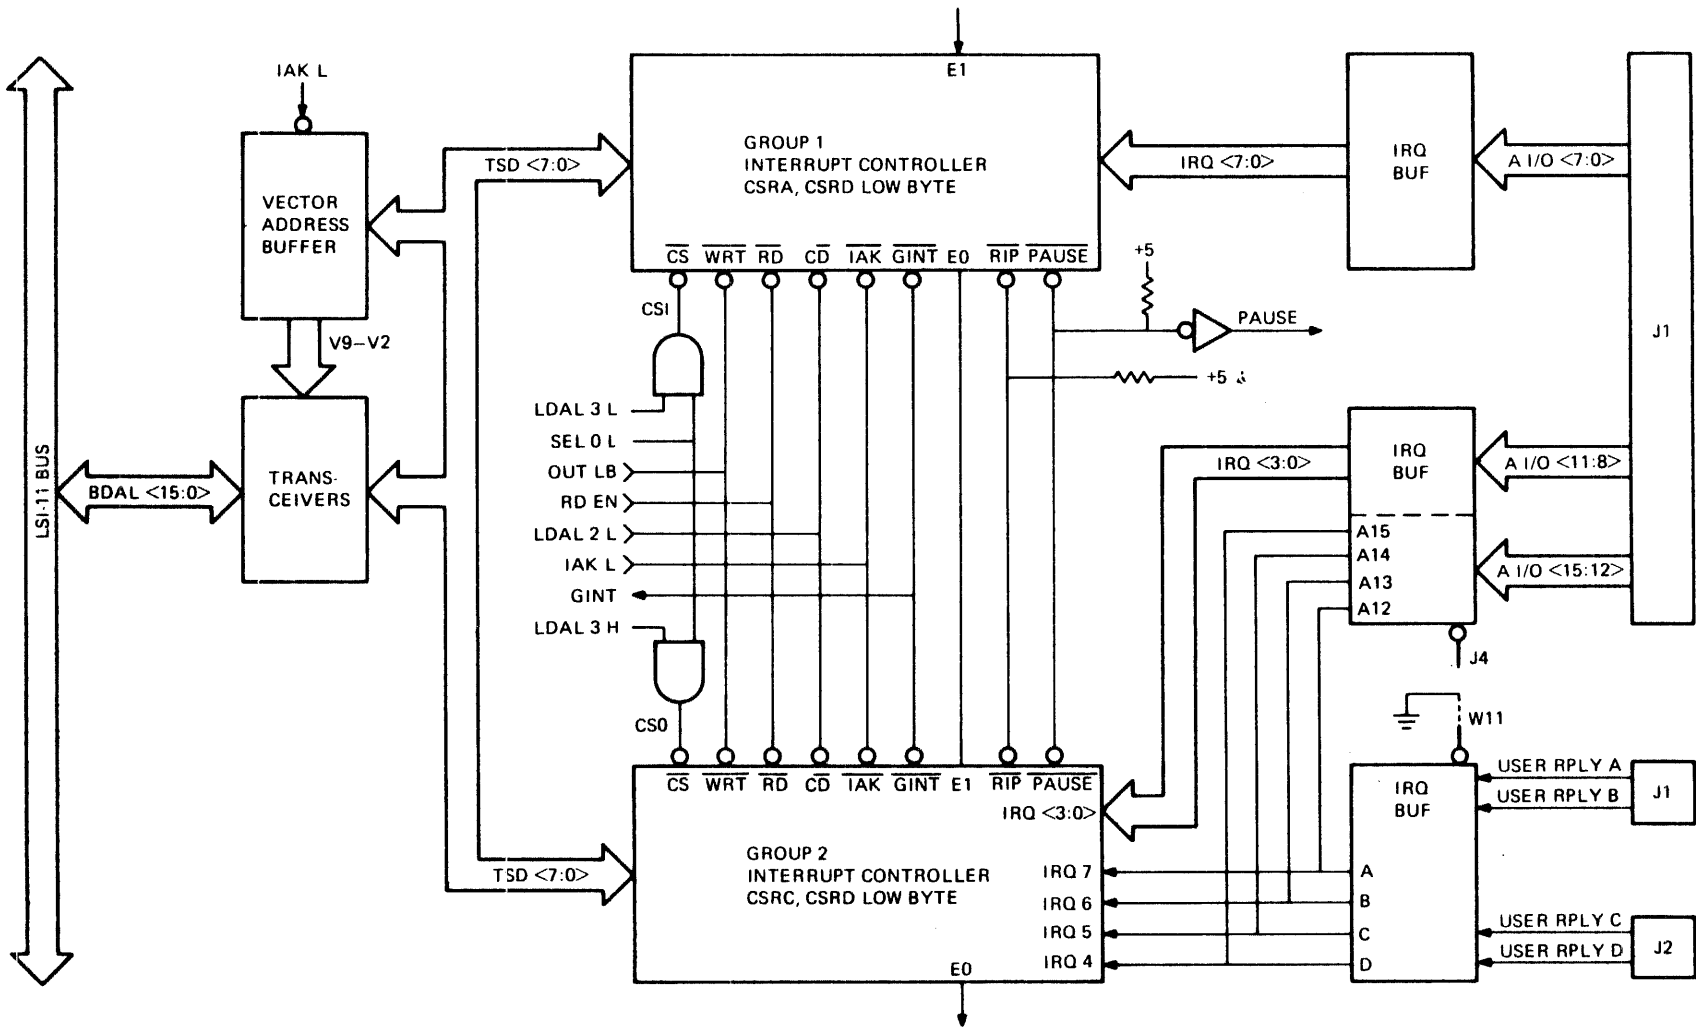 E1
IAK L
GROUP 1
INTERRUPT CONTROLLER
CSRA, CSRD LOW BYTE
TSD <7:0>
IRQ <7:0>
IRQ
BUF
A I/O <7:0>
VECTOR
ADDRESS
BUFFER
CS WRT RD CD IAK GINT E0 RIP PAUSE
+5
CSI
PAUSE
V9–V2
J1
+5
LDAL 3 L
SEL 0 L
OUT LB
RD EN
LDAL 2 L
IAK L
GINT
LDAL 3 H
IRQ <3:0>
IRQ
BUF
A I/O <11:8>
LSI-11 BUS
BDAL <15:0>
TRANS-
CEIVERS
A15
A14
A13
A12
A I/O <15:12>
J4
CSO
W11
CS WRT RD CD IAK GINT E1 RIP PAUSE
IRQ <3:0>
IRQ
BUF
USER RPLY A
USER RPLY B
J1
GROUP 2
INTERRUPT CONTROLLER
CSRC, CSRD LOW BYTE
TSD <7:0>
IRQ 7
IRQ 6
IRQ 5
IRQ 4
A
B
C
D
USER RPLY C
USER RPLY D
J2
E0